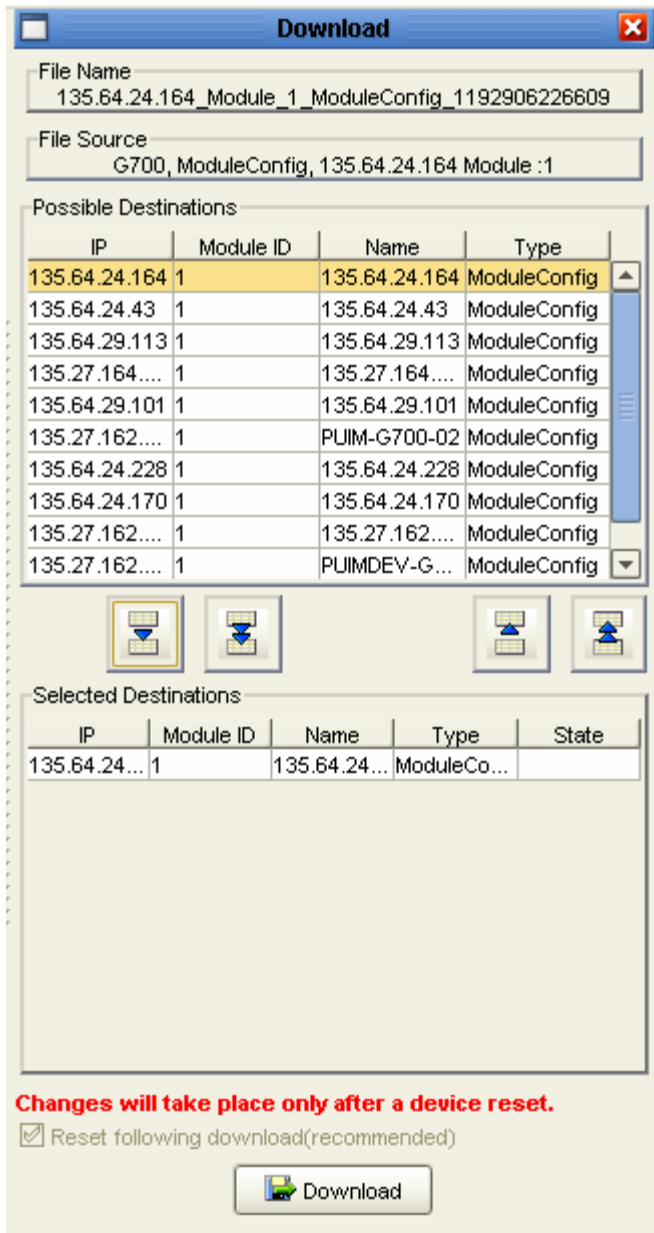 Download
File Name
135.64.24.164_Module_1_ModuleConfig_1192906226609
File Source
G700, ModuleConfig, 135.64.24.164 Module :1
Possible Destinations
IP Module ID Name Type
135.64.24.164 1 135.64.24.164 ModuleConfig
135.64.24.43 1 135.64.24.43 ModuleConfig
135.64.29.113 1 135.64.29.113 ModuleConfig
135.27.164.... 1 135.27.164.... ModuleConfig
135.64.29.101 1 135.64.29.101 ModuleConfig
135.27.162.... 1 PUIM-G700-02 ModuleConfig
135.64.24.228 1 135.64.24.228 ModuleConfig
135.64.24.170 1 135.64.24.170 ModuleConfig
135.27.162.... 1 135.27.162.... ModuleConfig
135.27.162.... 1 PUIMDEV-G... ModuleConfig
Selected Destinations
IP Module ID Name Type State
135.64.24... 1 135.64.24... ModuleCo...
Changes will take place only after a device reset.
Reset following download(recommended)
Download